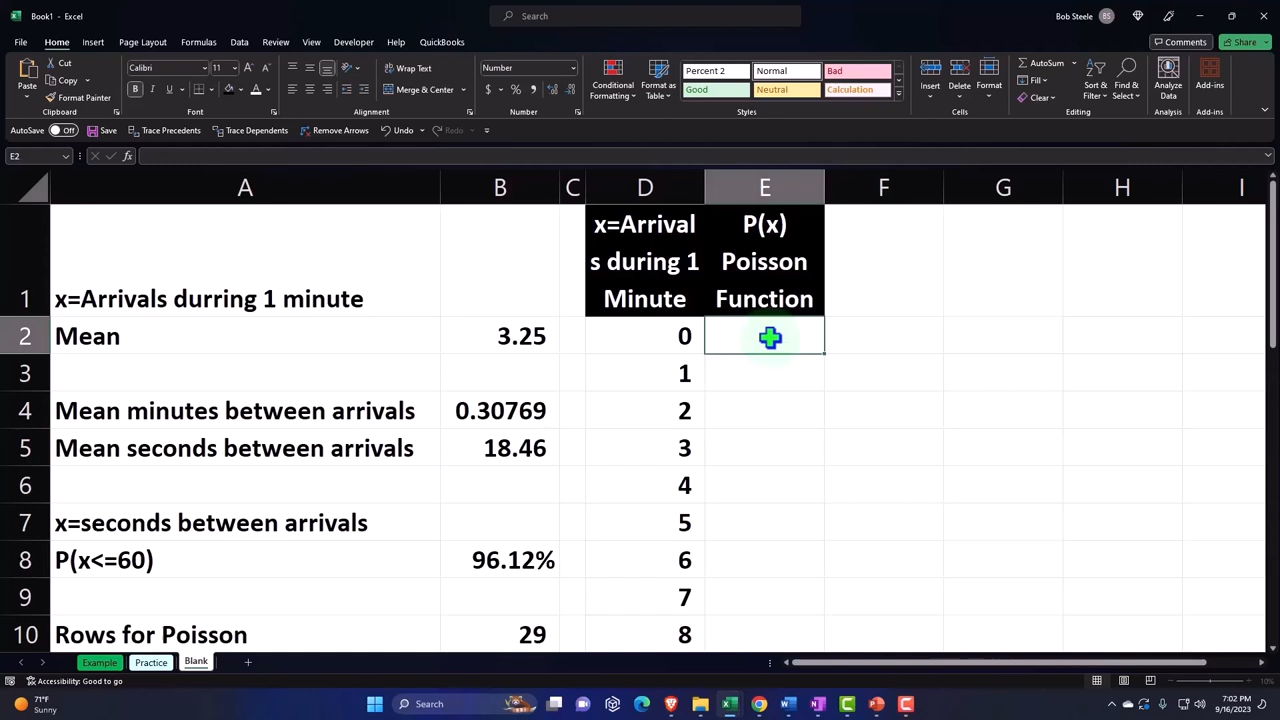 Book1 - Excel
Search
Bob Steele BS
File Home Insert Page Layout Formulas Data Review View Developer Help QuickBooks
Comments Share
Paste
Cut
Copy
Format Painter
Clipboard
Calibri 11
B I U
Font
Wrap Text
Merge & Center
Alignment
Number
$ % ,
Number
Conditional Formatting
Format as Table
Percent 2 Normal Bad
Good Neutral Calculation
Styles
Insert Delete Format
Cells
AutoSum
Fill
Clear
Sort & Filter
Find & Select
Editing
Analyze Data
Analysis
Add-ins
Add-ins
AutoSave Off Save Trace Precedents Trace Dependents Remove Arrows Undo Redo
E2 fx
A B C D E F G H I
1 x=Arrivals durring 1 minute
x=Arrival
s during 1
Minute
P(x)
Poisson
Function
2 Mean 3.25 0
3 1
4 Mean minutes between arrivals 0.30769 2
5 Mean seconds between arrivals 18.46 3
6 4
7 x=seconds between arrivals 5
8 P(x<=60) 96.12% 6
9 7
10 Rows for Poisson 29 8
Example Practice Blank
Accessibility: Good to go
10%
71°F
Sunny
Search
7:02 PM
9/16/2023